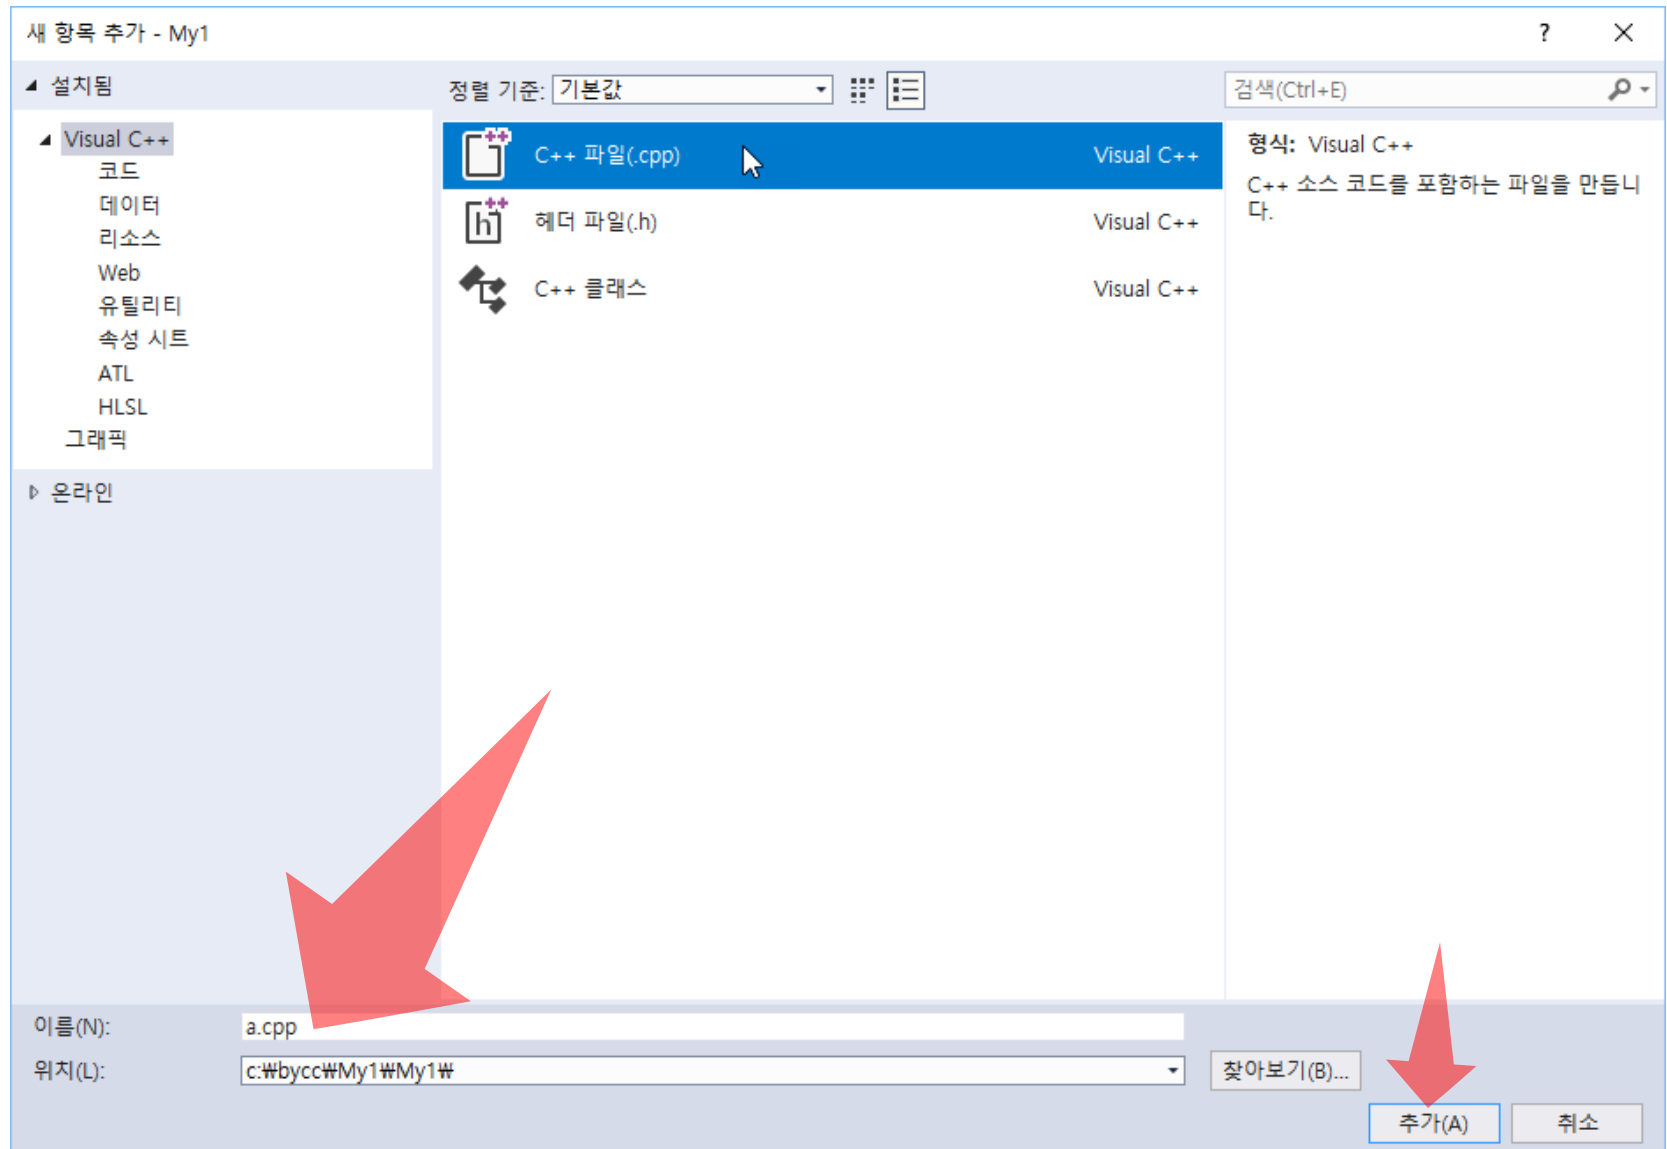 새 항목 추가 - My1
?
설치됨
정렬 기준: 기본값
검색(Ctrl+E)
Visual C++
코드
데이터
리소스
Web
유틸리티
속성 시트
ATL
HLSL
그래픽
온라인
C++ 파일(.cpp) Visual C++
헤더 파일(.h) Visual C++
C++ 클래스 Visual C++
형식: Visual C++
C++ 소스 코드를 포함하는 파일을 만듭니
다.
이름(N): a.cpp
위치(L): c:₩bycc₩My1₩My1₩
찾아보기(B)...
추가(A) 취소